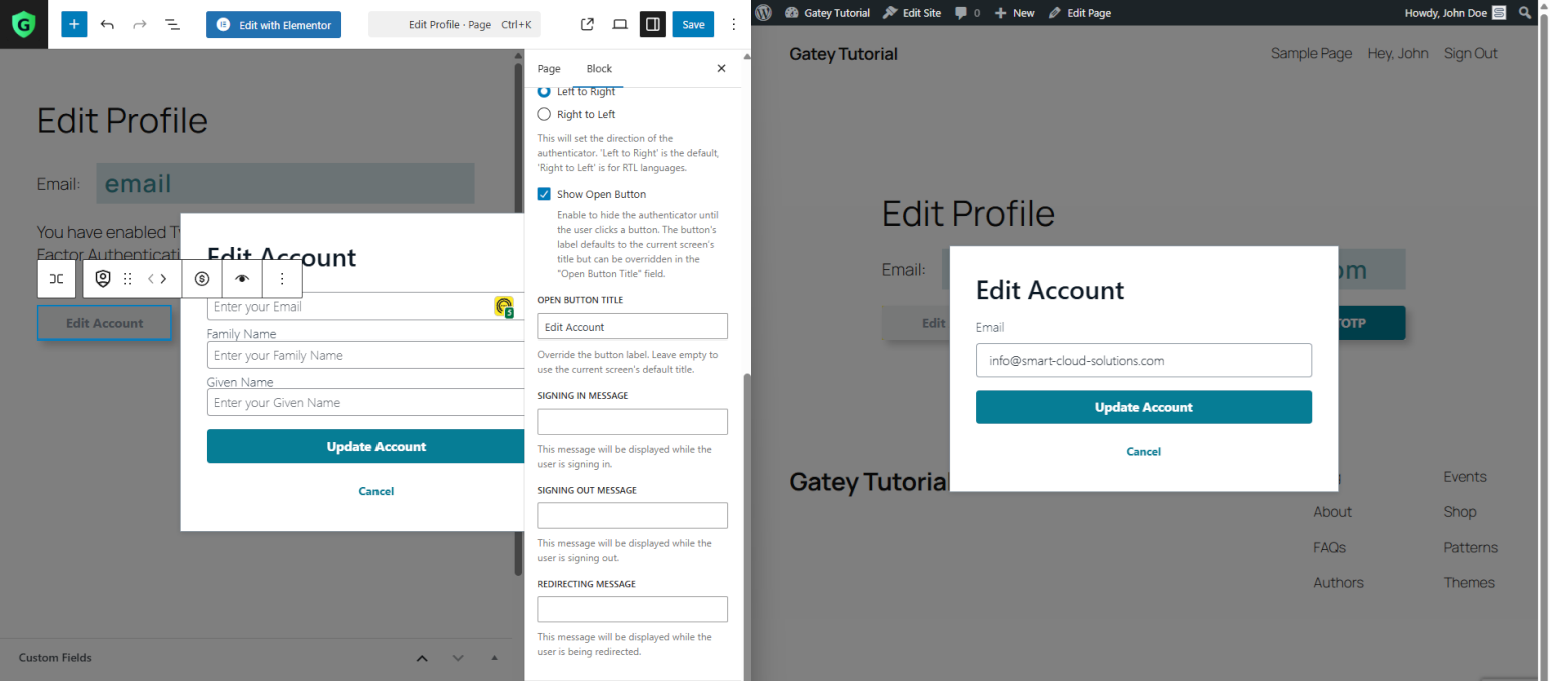 G
Edit with Elementor
Edit Profile · Page Ctrl+K
Save
Edit Profile
Email: email
You have enabled
Factor
Edit Account
Edit Account
Enter your Email
5
Family Name
Enter your Family Name
Given Name
Enter your Given Name
Update Account
Cancel
Custom Fields
Page Block
Left to Right
Right to Left
This will set the direction of the
authenticator. 'Left to Right' is the default,
'Right to Left' is for RTL languages.
Show Open Button
Enable to hide the authenticator until
the user clicks a button. The button's
label defaults to the current screen's
title but can be overridden in the
"Open Button Title" field.
OPEN BUTTON TITLE
Edit Account
Override the button label. Leave empty to
use the current screen's default title.
SIGNING IN MESSAGE
This message will be displayed while the
user is signing in.
SIGNING OUT MESSAGE
This message will be displayed while the
user is signing out.
REDIRECTING MESSAGE
This message will be displayed while the
user is being redirected.
Gatey Tutorial Edit Site 0 New Edit Page Howdy, John Doe
Gatey Tutorial
Sample Page Hey, John Sign Out
Edit Profile
Email: om
Edit
TOTP
Edit Account
Email
info@smart-cloud-solutions.com
Update Account
Cancel
Gatey Tutorial
Events
About Shop
FAQs Patterns
Authors Themes